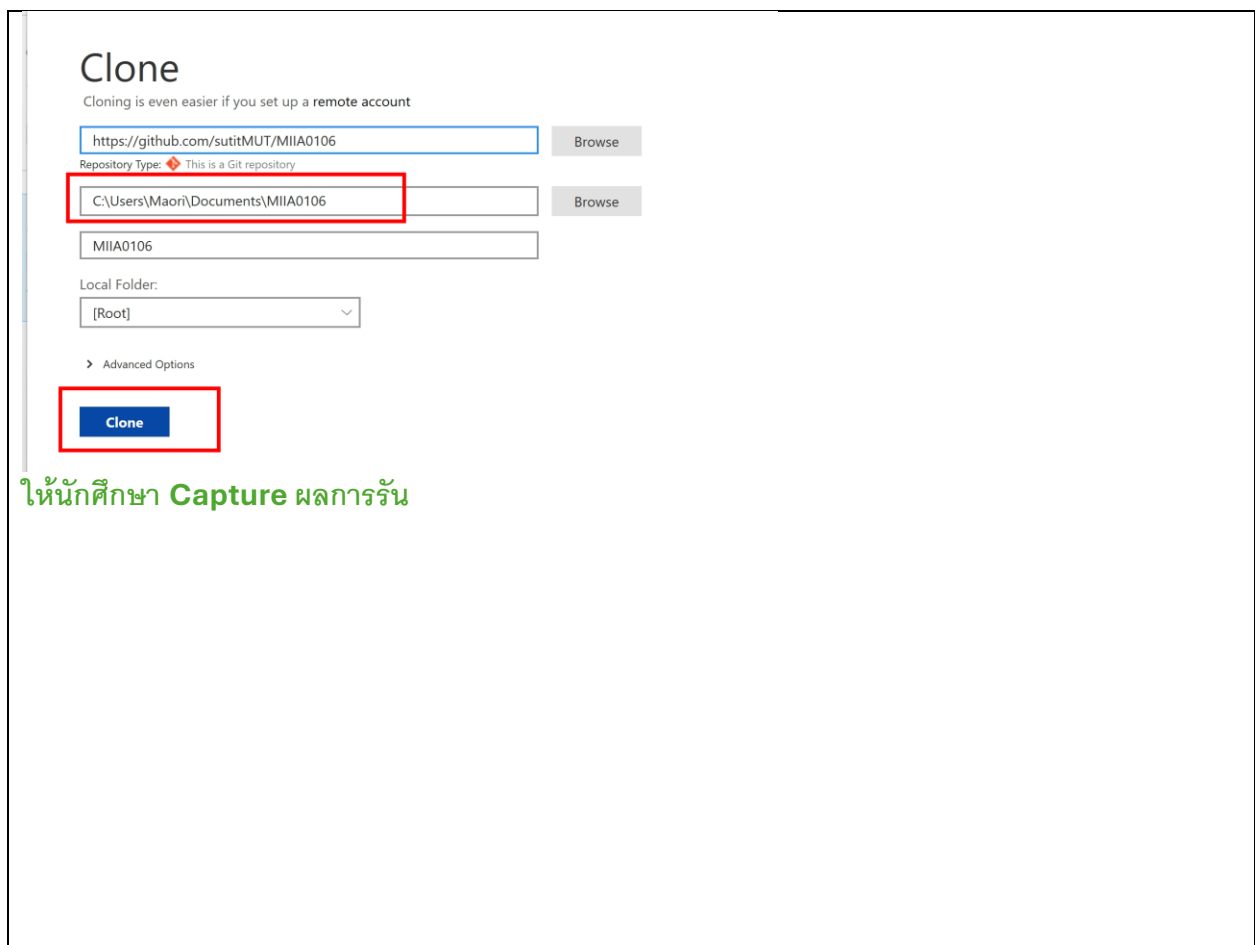 Clone
Cloning is even easier if you set up a remote account
https://github.com/sutitMUT/MIIA0106
Browse
Repository Type: This is a Git repository
C:\Users\Maori\Documents\MIIA0106
Browse
MIIA0106
Local Folder:
[Root]
Advanced Options
Clone
ให้นักศึกษา Capture ผลการรัน